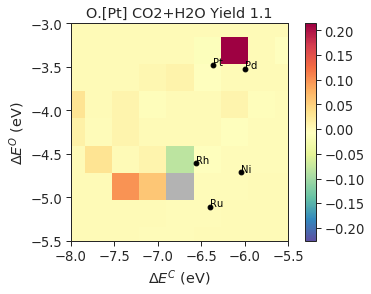 O.[Pt] CO2+H2O Yield 1.1
ΔE^O (eV)
−3.0
−3.5
−4.0
−4.5
−5.0
−5.5
Pt
Pd
Rh
Ni
Ru
−8.0 −7.5 −7.0 −6.5 −6.0 −5.5
ΔE^C (eV)
0.20
0.15
0.10
0.05
0.00
−0.05
−0.10
−0.15
−0.20